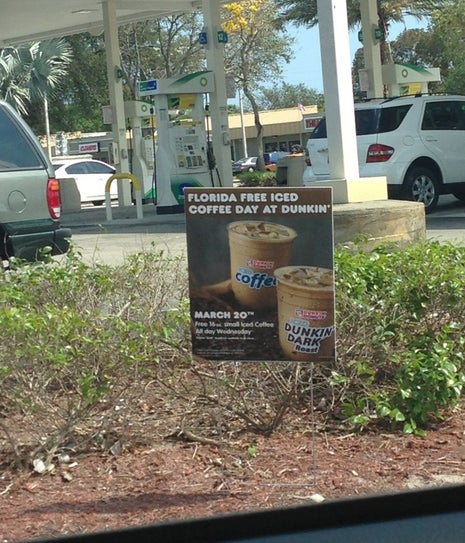 FLORIDA FREE ICED
COFFEE DAY AT DUNKIN'
coffee
DUNKIN
DARK
Roast
MARCH 20TH
Free 16oz. small Iced Coffee
All day Wednesday